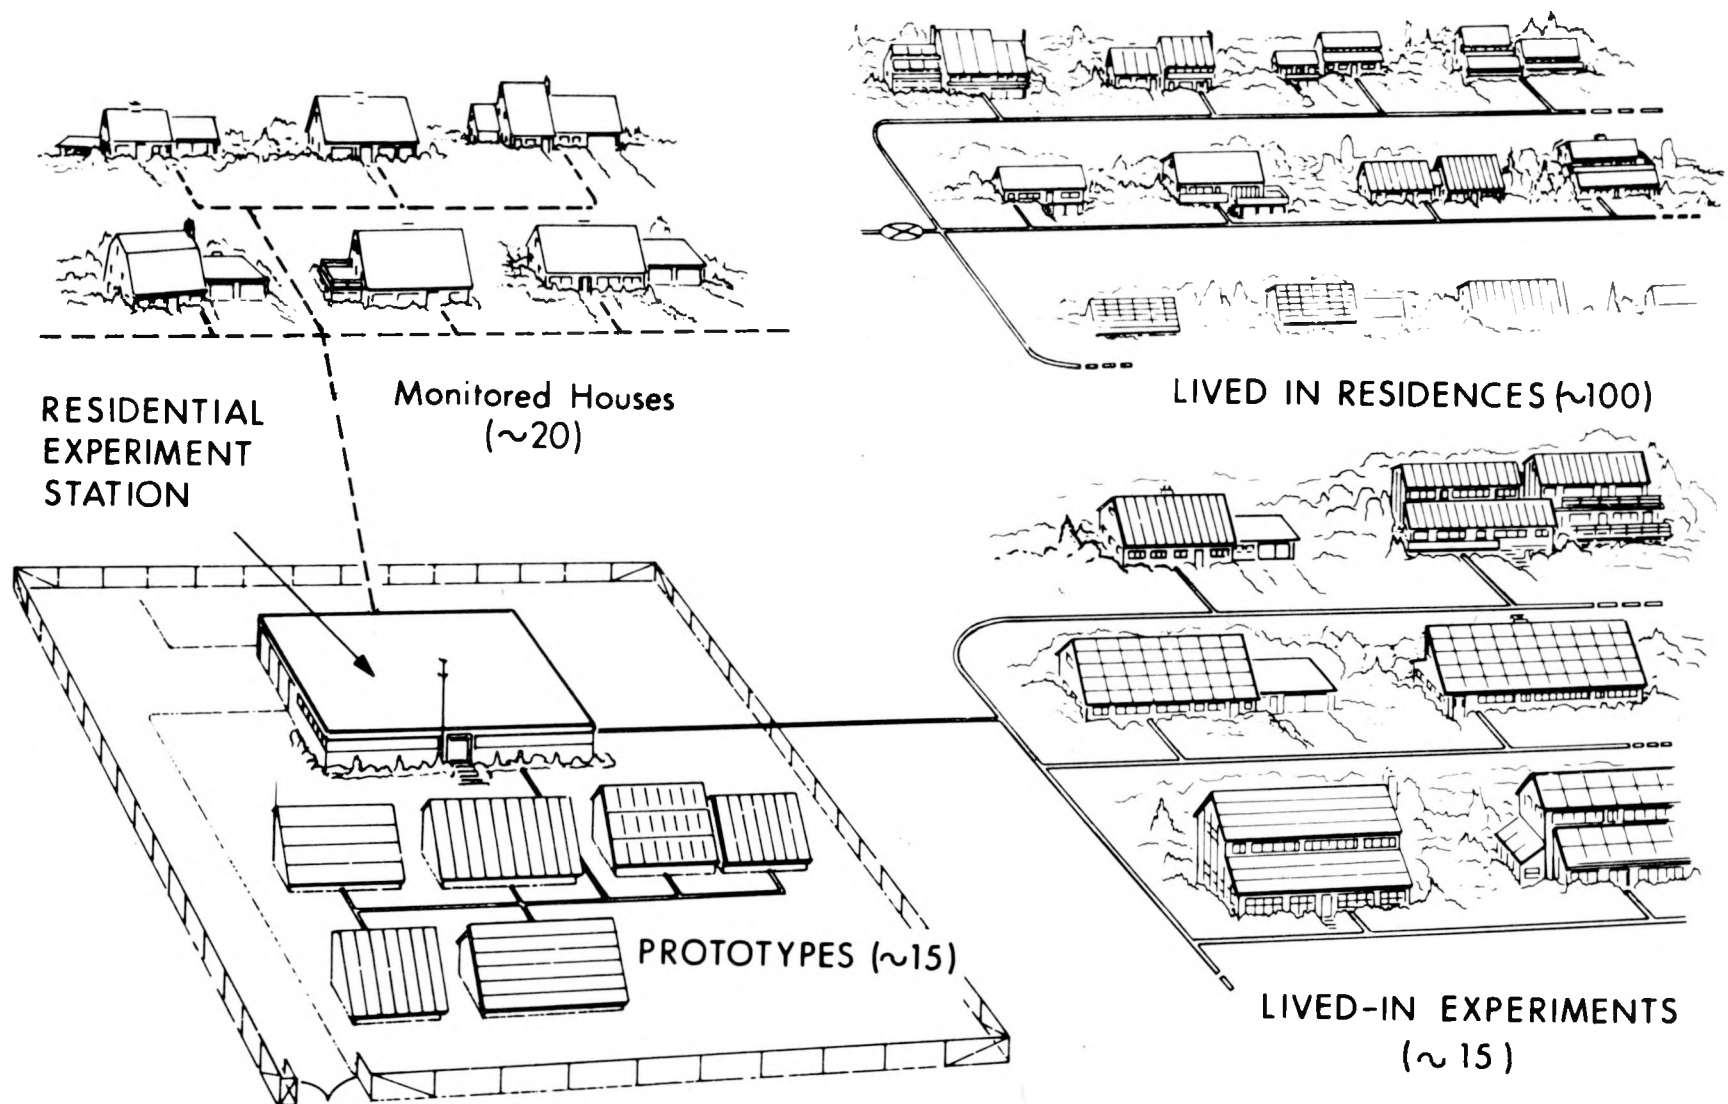 Monitored Houses
(~20)
RESIDENTIAL
EXPERIMENT
STATION
LIVED IN RESIDENCES (~100)
PROTOTYPES (~15)
LIVED-IN EXPERIMENTS
(~ 15)